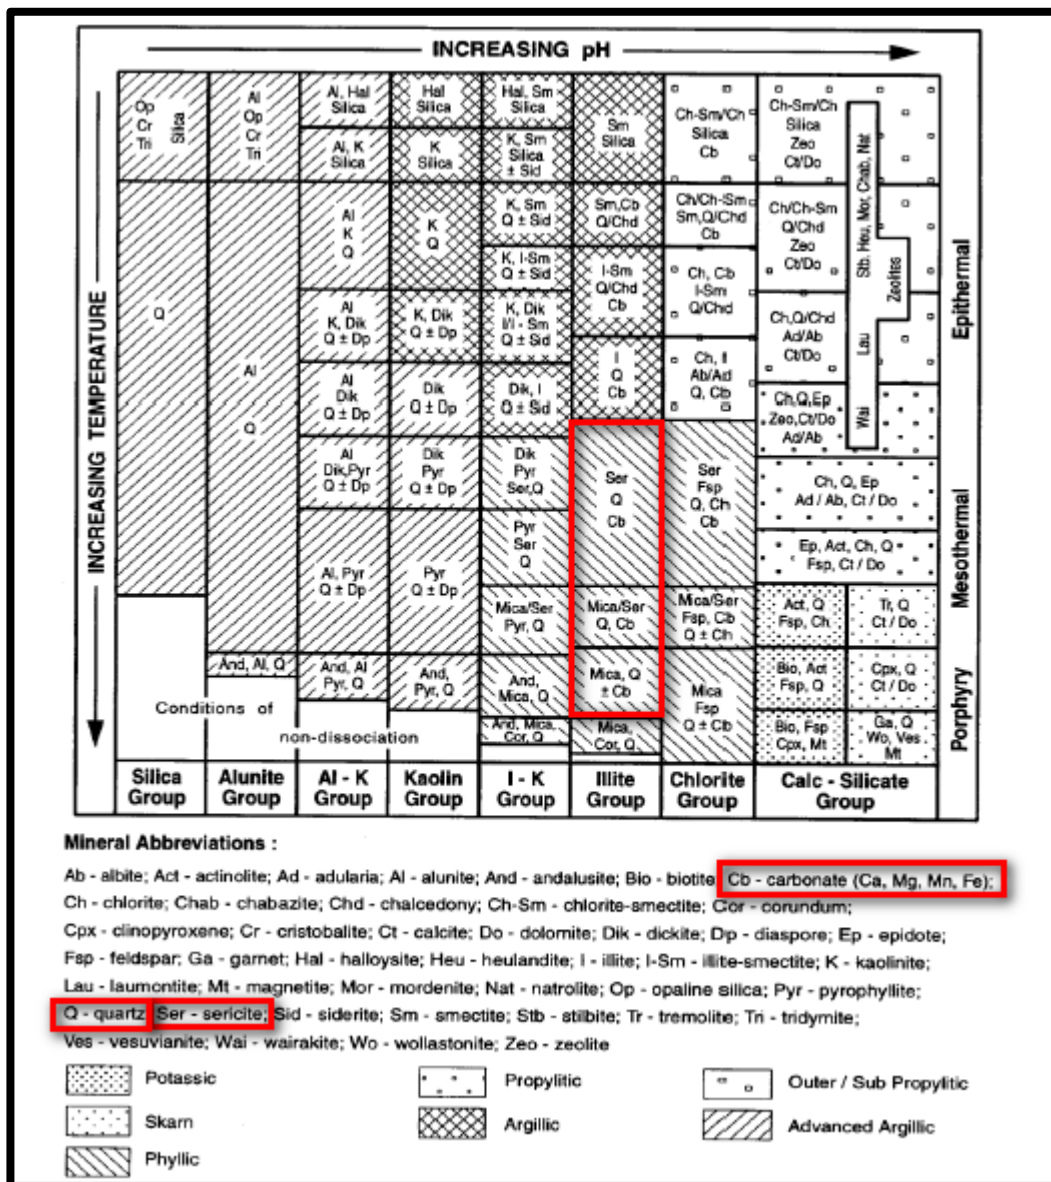 INCREASING pH
INCREASING TEMPERATURE
Op
Cr
Tri
Silica
Q
Al
Op
Cr
Tri
Al
Q
And, Al, Q
Al, Hal
Silica
Al, K
Silica
Al
K
Q
Al
K, Dik
Q ± Dp
Al
Dik
Q ± Dp
Al
Dik,Pyr
Q ± Dp
Al, Pyr
Q ± Dp
And, Al
Pyr, Q
Hal
Silica
K
Silica
K
Q
K, Dik
Q ± Dp
Dik
Q ± Dp
Dik
Pyr
Q ± Dp
Pyr
Q ± Dp
And,
Pyr, Q
Hal, Sm
Silica
K, Sm
Silica
± Sid
K, Sm
Q ± Sid
K, I-Sm
Q ± Sid
K, Dik
I/I - Sm
Q ± Sid
Dik, I
Q ± Sid
Dik
Pyr
Ser,Q
Pyr
Ser
Q
Mica/Ser
Pyr, Q
And,
Mica, Q
And, Mica,
Cor, Q
Sm
Silica
Sm,Cb
Q/Chd
I-Sm
Q/Chd
Cb
I
Q
Cb
Ser
Q
Cb
Mica/Ser
Q, Cb
Mica, Q
± Cb
Mica,
Cor, Q
Ch-Sm/Ch
Silica
Cb
Ch/Ch-Sm
Sm,Q/Chd
Cb
Ch, Cb
I-Sm
Q/Chd
Ch, Il
Ab/Ad
Q, Cb
Ser
Fsp
Q, Ch
Cb
Mica/Ser
Fsp, Cb
Q ± Ch
Mica
Fsp
Q ± Cb
Ch-Sm/Ch
Silica
Zeo
Ct/Do
Ch/Ch-Sm
Q/Chd
Zeo
Ct/Do
Ch,Q/Chd
Ad/Ab
Ct/Do
Ch,Q,Ep
Zeo,Ct/Do
Ad/Ab
Ch, Q, Ep
Ad / Ab, Ct / Do
Ep, Act, Ch, Q
Fsp, Ct / Do
Act, Q
Fsp, Ch
Tr, Q
Ct / Do
Bio, Act
Fsp, Q
Cpx, Q
Ct / Do
Bio, Fsp
Cpx, Mt
Ga, Q
Wo, Ves
Mt
Stb, Heu, Mor, Chab, Nat
Zeolites
Lau
Wai
Epithermal
Mesothermal
Porphyry
Conditions of
non-dissociation
Silica
Group
Alunite
Group
Al - K
Group
Kaolin
Group
I - K
Group
Illite
Group
Chlorite
Group
Calc - Silicate
Group
Mineral Abbreviations :
Ab - albite; Act - actinolite; Ad - adularia; Al - alunite; And - andalusite; Bio - biotite; Cb - carbonate (Ca, Mg, Mn, Fe);
Ch - chlorite; Chab - chabazite; Chd - chalcedony; Ch-Sm - chlorite-smectite; Cor - corundum;
Cpx - clinopyroxene; Cr - cristobalite; Ct - calcite; Do - dolomite; Dik - dickite; Dp - diaspore; Ep - epidote;
Fsp - feldspar; Ga - garnet; Hal - halloysite; Heu - heulandite; I - illite; I-Sm - illite-smectite; K - kaolinite;
Lau - laumontite; Mt - magnetite; Mor - mordenite; Nat - natrolite; Op - opaline silica; Pyr - pyrophyllite;
Q - quartz; Ser - sericite; Sid - siderite; Sm - smectite; Stb - stilbite; Tr - tremolite; Tri - tridymite;
Ves - vesuvianite; Wai - wairakite; Wo - wollastonite; Zeo - zeolite
Potassic
Propylitic
Outer / Sub Propylitic
Skarn
Argillic
Advanced Argillic
Phyllic